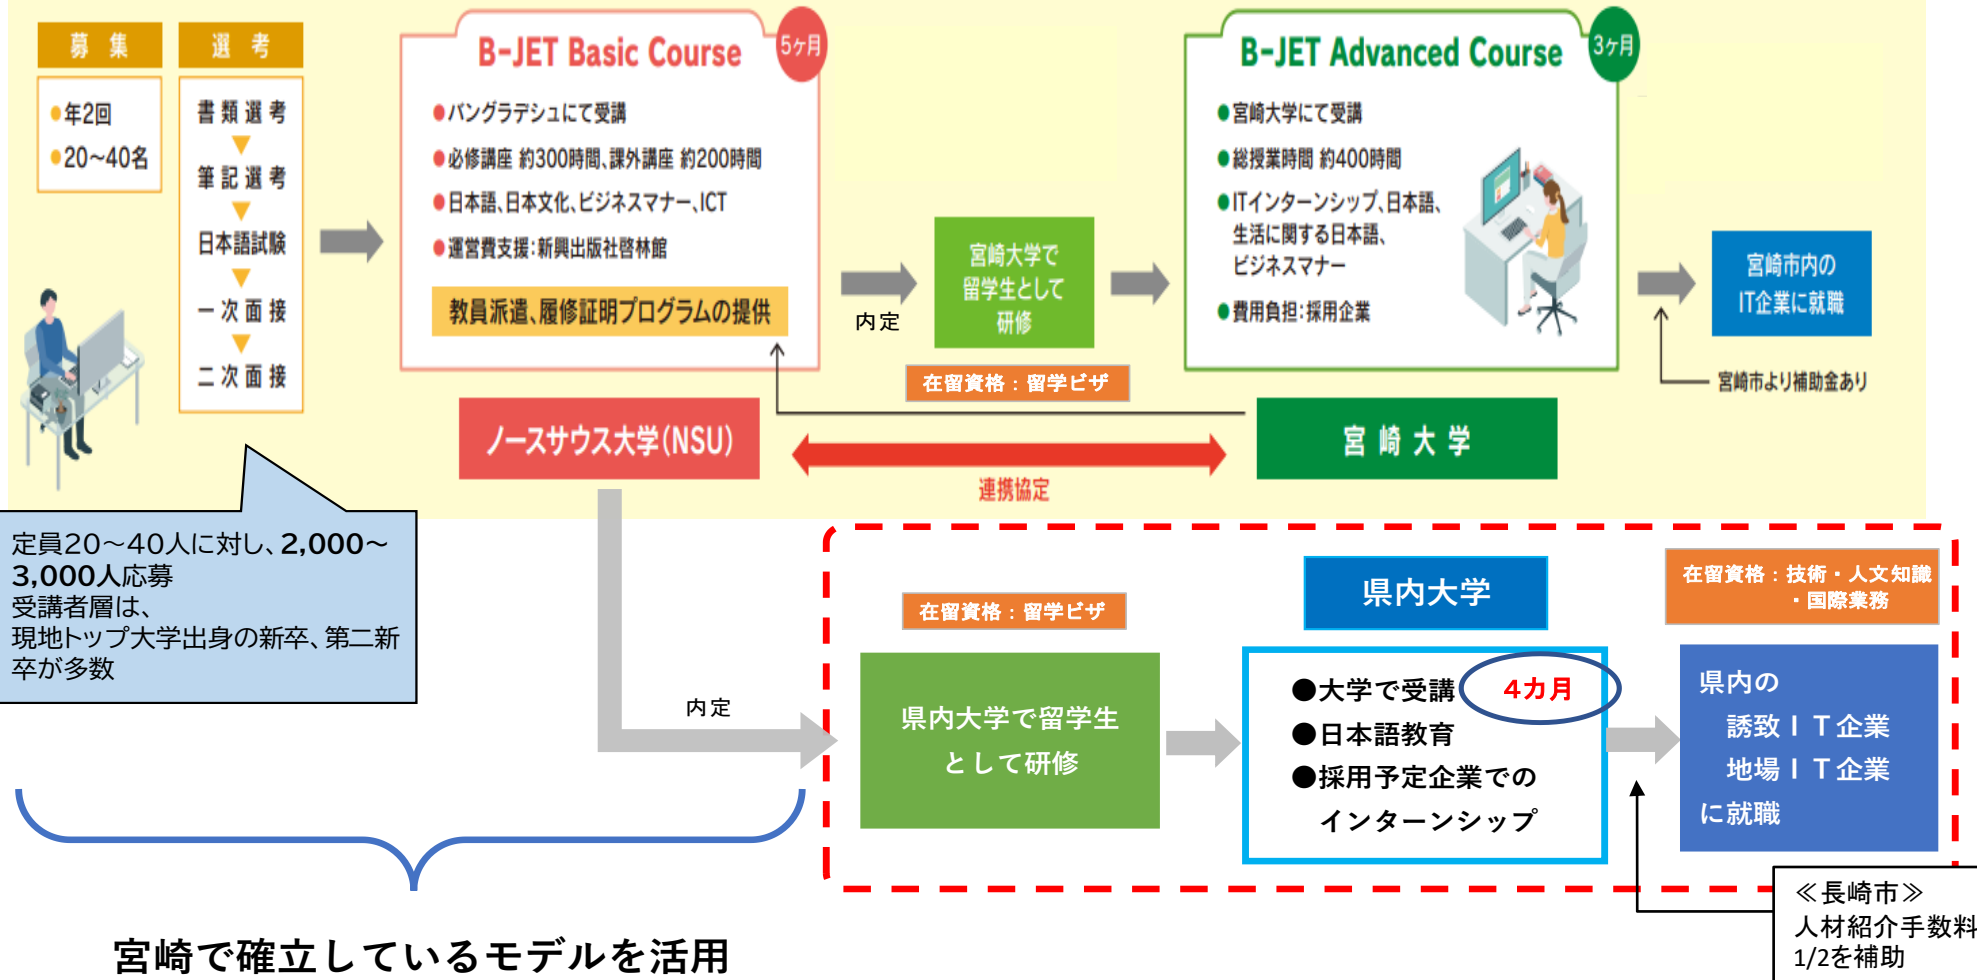 募 集
●年2回
●20～40名
選 考
書 類 選 考
筆 記 選 考
日本語試験
一 次 面 接
二 次 面 接
B-JET Basic Course
5ヶ月
●バングラデシュにて受講
●必修講座 約300時間、課外講座 約200時間
●日本語、日本文化、ビジネスマナー、ICT
●運営費支援：新興出版社啓林館
教員派遣、履修証明プログラムの提供
内定
宮崎大学で
留学生として
研修
在留資格：留学ビザ
B-JET Advanced Course
3ヶ月
●宮崎大学にて受講
●総授業時間 約400時間
●ITインターンシップ、日本語、
生活に関する日本語、
ビジネスマナー
●費用負担：採用企業
宮崎市内の
IT企業に就職
宮崎市より補助金あり
ノースサウス大学（NSU）
連携協定
宮 崎 大 学
定員20～40人に対し、2,000～
3,000人応募
受講者層は、
現地トップ大学出身の新卒、第二新
卒が多数
内定
在留資格：留学ビザ
県内大学で留学生
として研修
県内大学
●大学で受講 4カ月
●日本語教育
●採用予定企業での
インターンシップ
在留資格：技術・人文知識
・国際業務
県内の
誘致ＩＴ企業
地場ＩＴ企業
に就職
≪長崎市≫
人材紹介手数料
1/2を補助
宮崎で確立しているモデルを活用